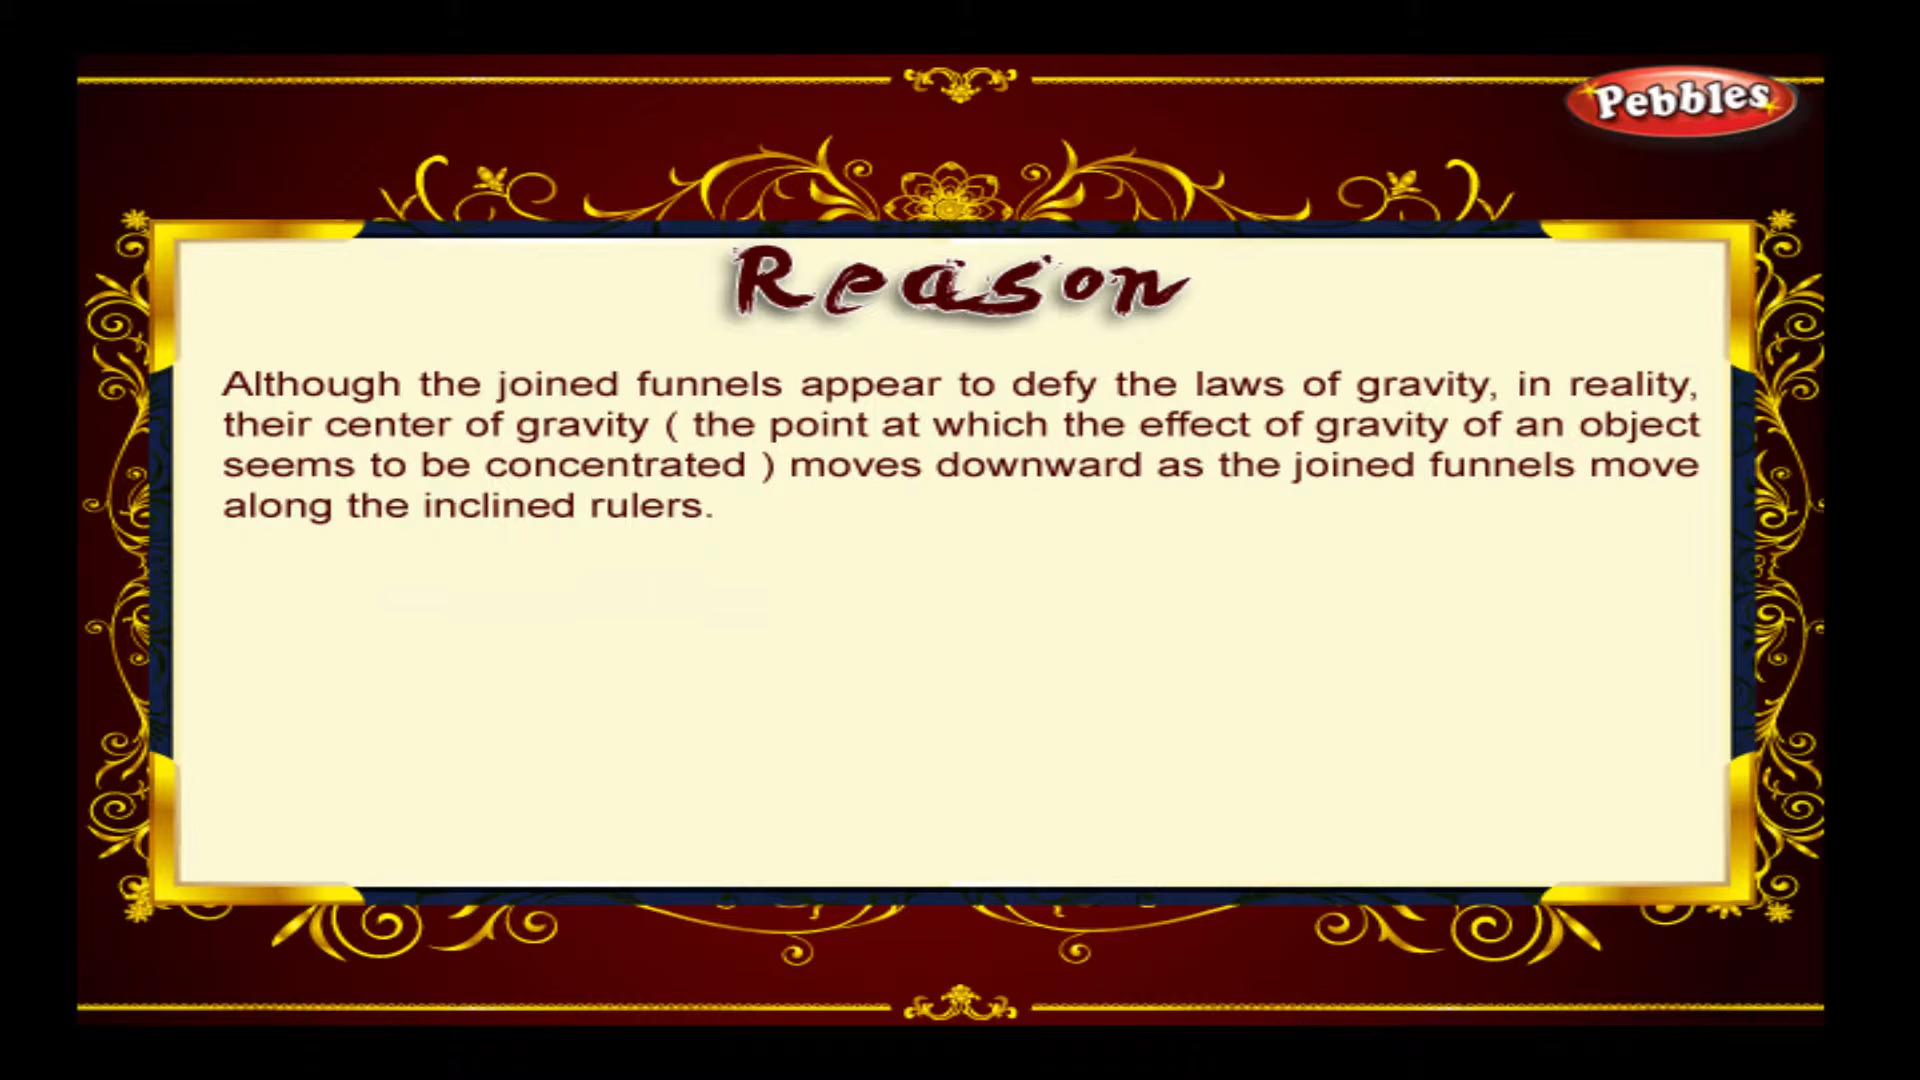 Pebbles
Reason
Although the joined funnels appear to defy the laws of gravity, in reality,
their center of gravity ( the point at which the effect of gravity of an object
seems to be concentrated ) moves downward as the joined funnels move
along the inclined rulers.